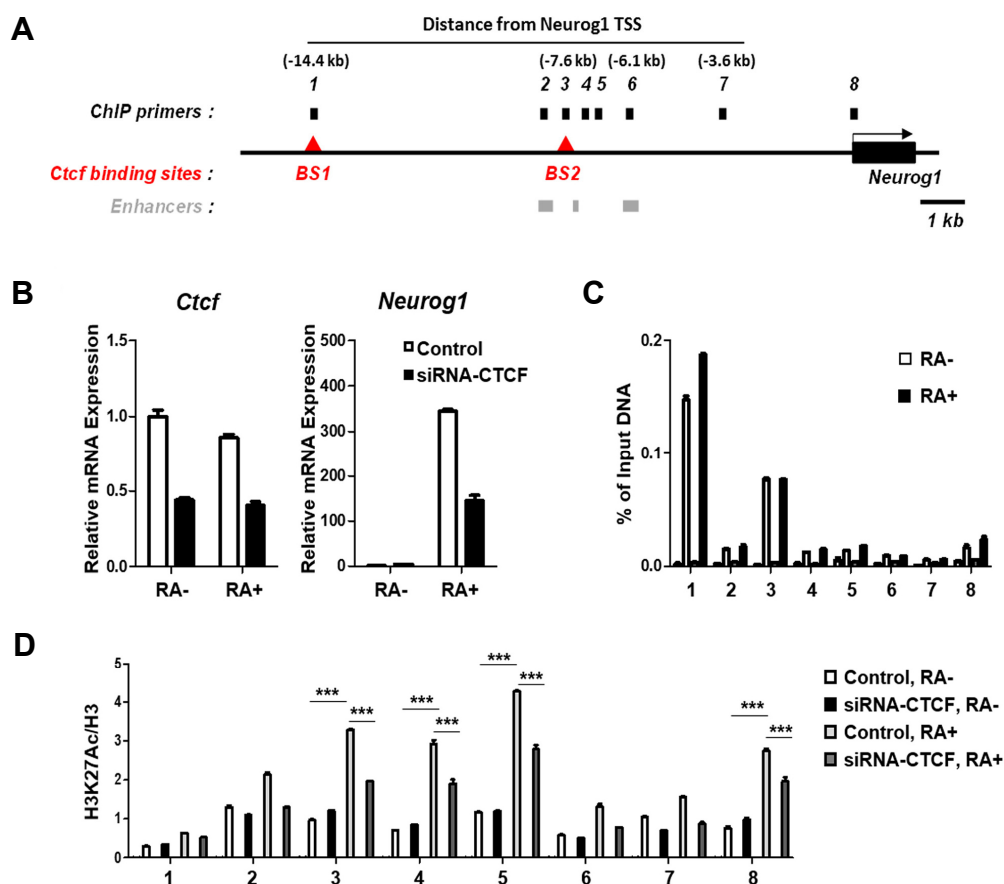 A
Distance from Neurog1 TSS
(-14.4 kb) (-7.6 kb) (-6.1 kb) (-3.6 kb)
1 2 3 4 5 6 7 8
ChIP primers :
Ctcf binding sites : BS1 BS2 Neurog1
Enhancers :
1 kb
B
Ctcf
Relative mRNA Expression
1.5
1.0
0.5
0.0
RA- RA+
Neurog1
Relative mRNA Expression
500
400
300
200
100
0
Control
siRNA-CTCF
RA- RA+
C
% of Input DNA
0.2
0.1
0.0
RA-
RA+
1 2 3 4 5 6 7 8
D
H3K27Ac/H3
5
4
3
2
1
0
*** *** *** *** *** *** *** ***
Control, RA-
siRNA-CTCF, RA-
Control, RA+
siRNA-CTCF, RA+
1 2 3 4 5 6 7 8